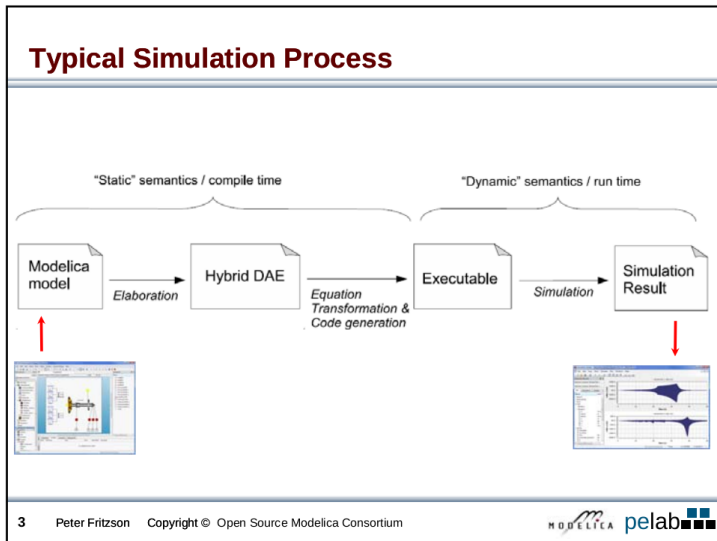 Typical Simulation Process
“Static” semantics / compile time
“Dynamic” semantics / run time
Modelica
model
Elaboration
Hybrid DAE
Equation
Transformation &
Code generation
Executable
Simulation
Simulation
Result
3 Peter Fritzson Copyright © Open Source Modelica Consortium
MODELICA pelab